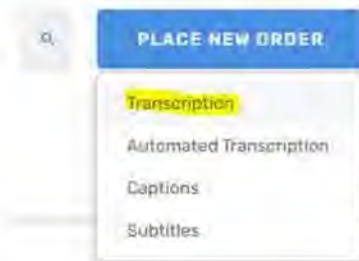 PLACE NEW ORDER
Transcription
Automated Transcription
Captions
Subtitles